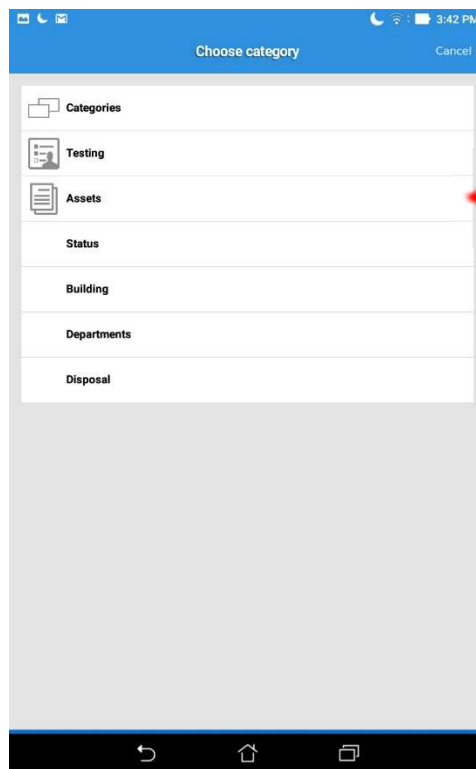 3:42 PM
Choose category
Cancel
Categories
Testing
Assets
Status
Building
Departments
Disposal